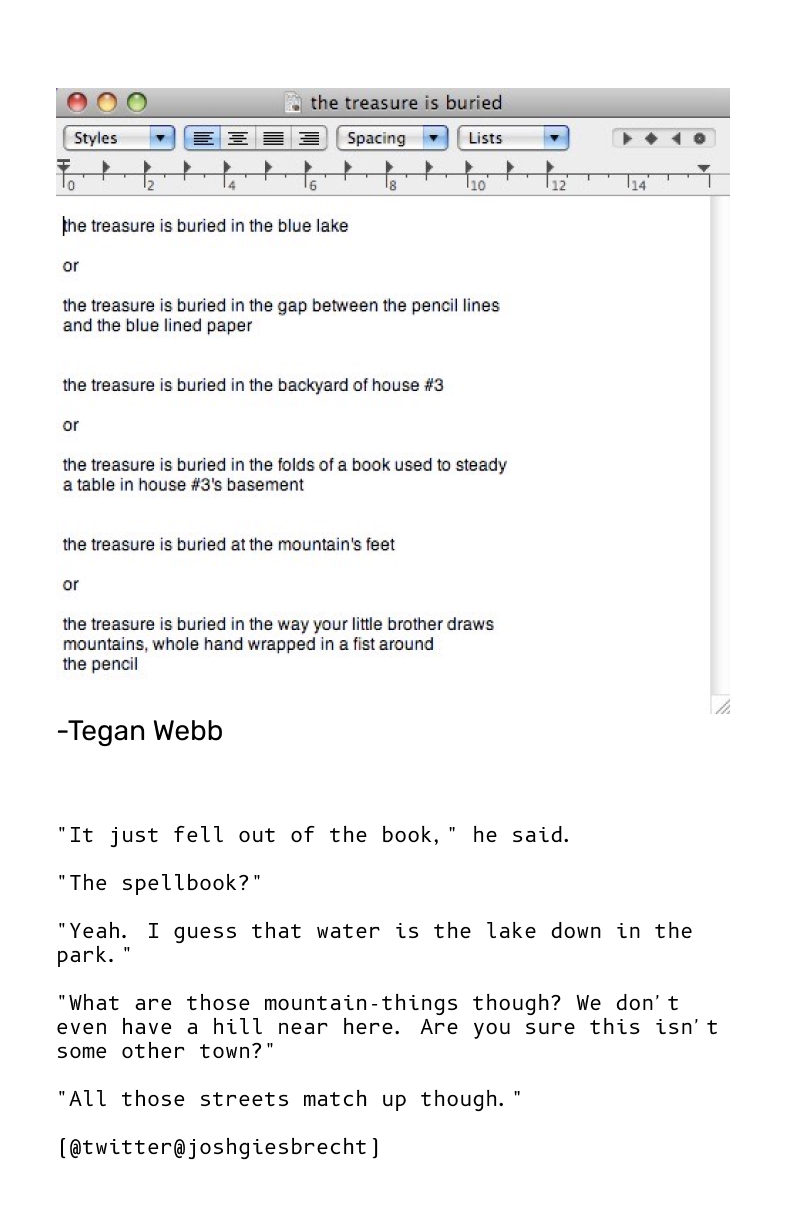 the treasure is buried
Styles
Spacing
Lists
0 2 4 6 8 10 12 14
the treasure is buried in the blue lake
or
the treasure is buried in the gap between the pencil lines
and the blue lined paper
the treasure is buried in the backyard of house #3
or
the treasure is buried in the folds of a book used to steady
a table in house #3's basement
the treasure is buried at the mountain's feet
or
the treasure is buried in the way your little brother draws
mountains, whole hand wrapped in a fist around
the pencil
-Tegan Webb
"It just fell out of the book," he said.
"The spellbook?"
"Yeah. I guess that water is the lake down in the
park."
"What are those mountain-things though? We don't
even have a hill near here. Are you sure this isn't
some other town?"
"All those streets match up though."
[@twitter@joshgiesbrecht]